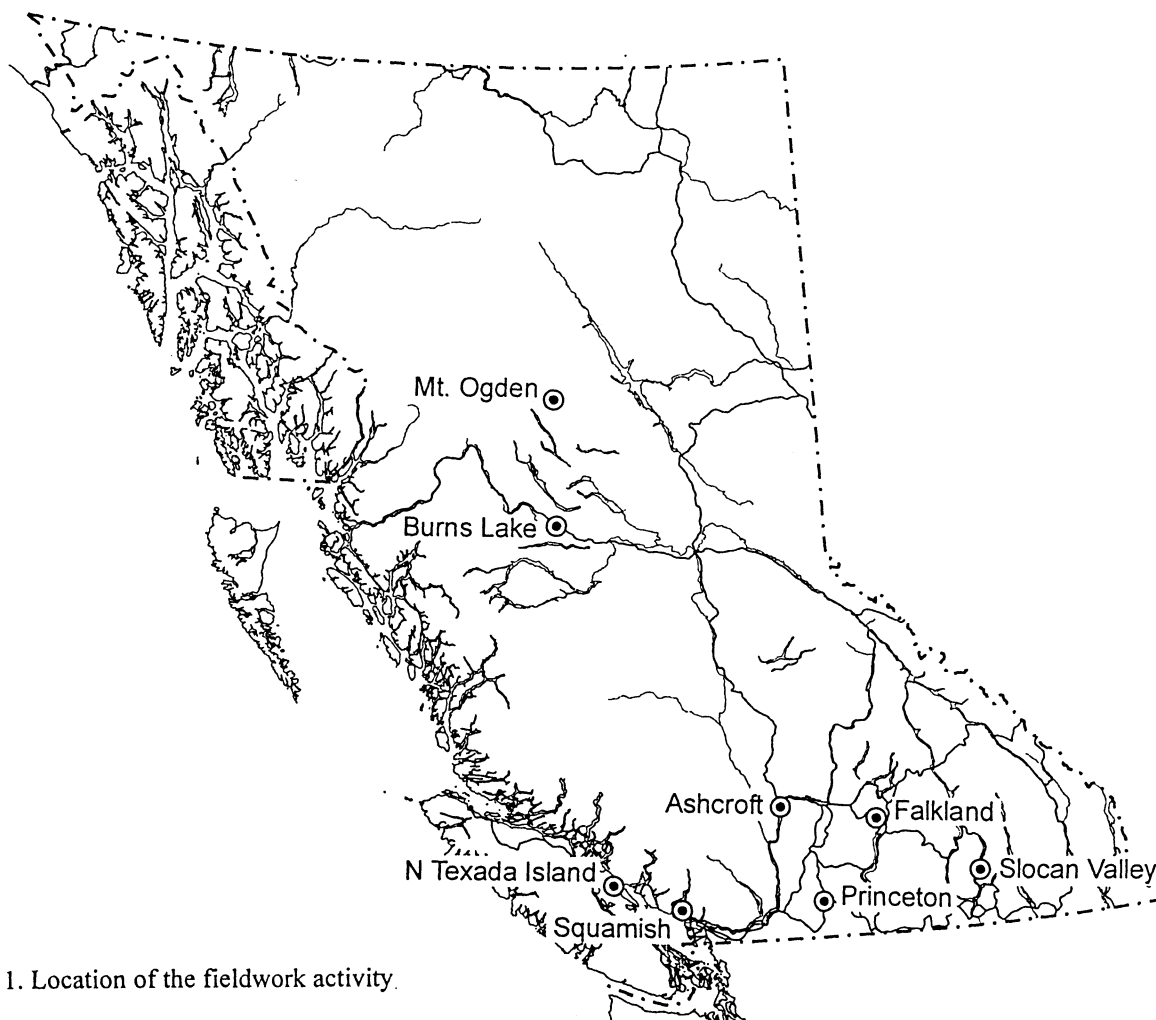 Mt. Ogden
Burns Lake
Ashcroft
Falkland
N Texada Island
Slocan Valley
Princeton
Squamish
1. Location of the fieldwork activity.